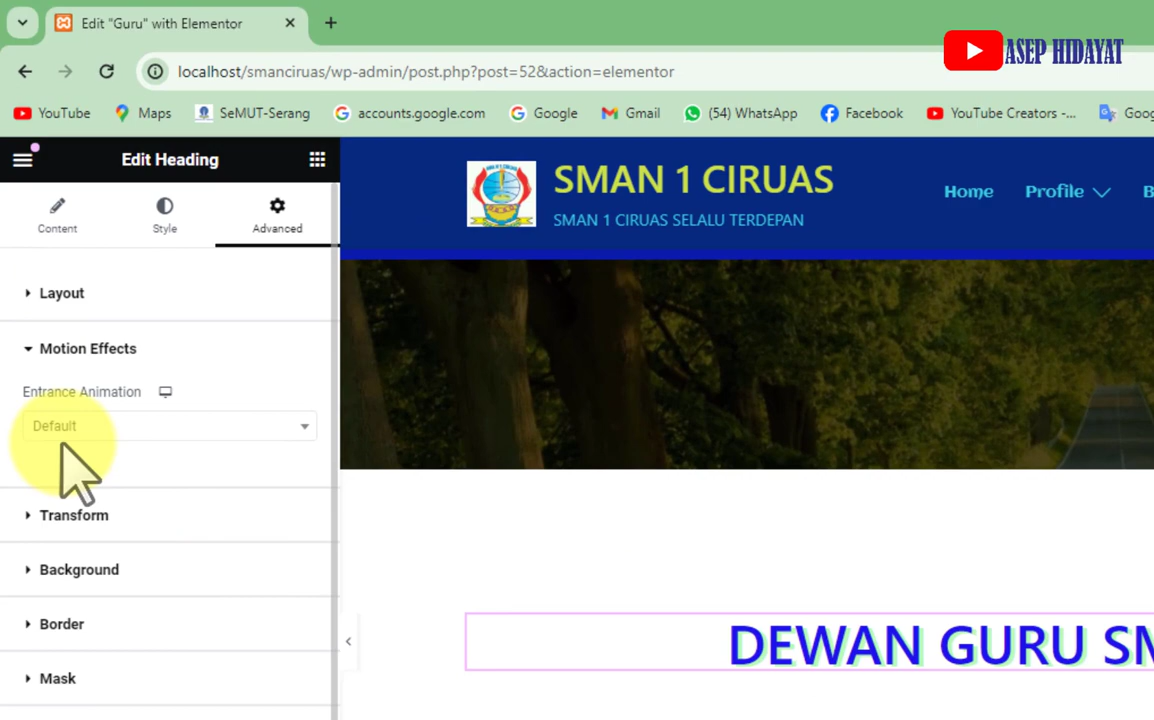 Edit "Guru" with Elementor
ASEP HIDAYAT
localhost/smanciruas/wp-admin/post.php?post=52&action=elementor
YouTube Maps SeMUT-Serang accounts.google.com Google Gmail (54) WhatsApp Facebook YouTube Creators -... Goog
Edit Heading
Content Style Advanced
SMAN 1 CIRUAS
SMAN 1 CIRUAS SELALU TERDEPAN
Home Profile B
Layout
Motion Effects
Entrance Animation
Default
Transform
Background
Border
Mask
DEWAN GURU SM